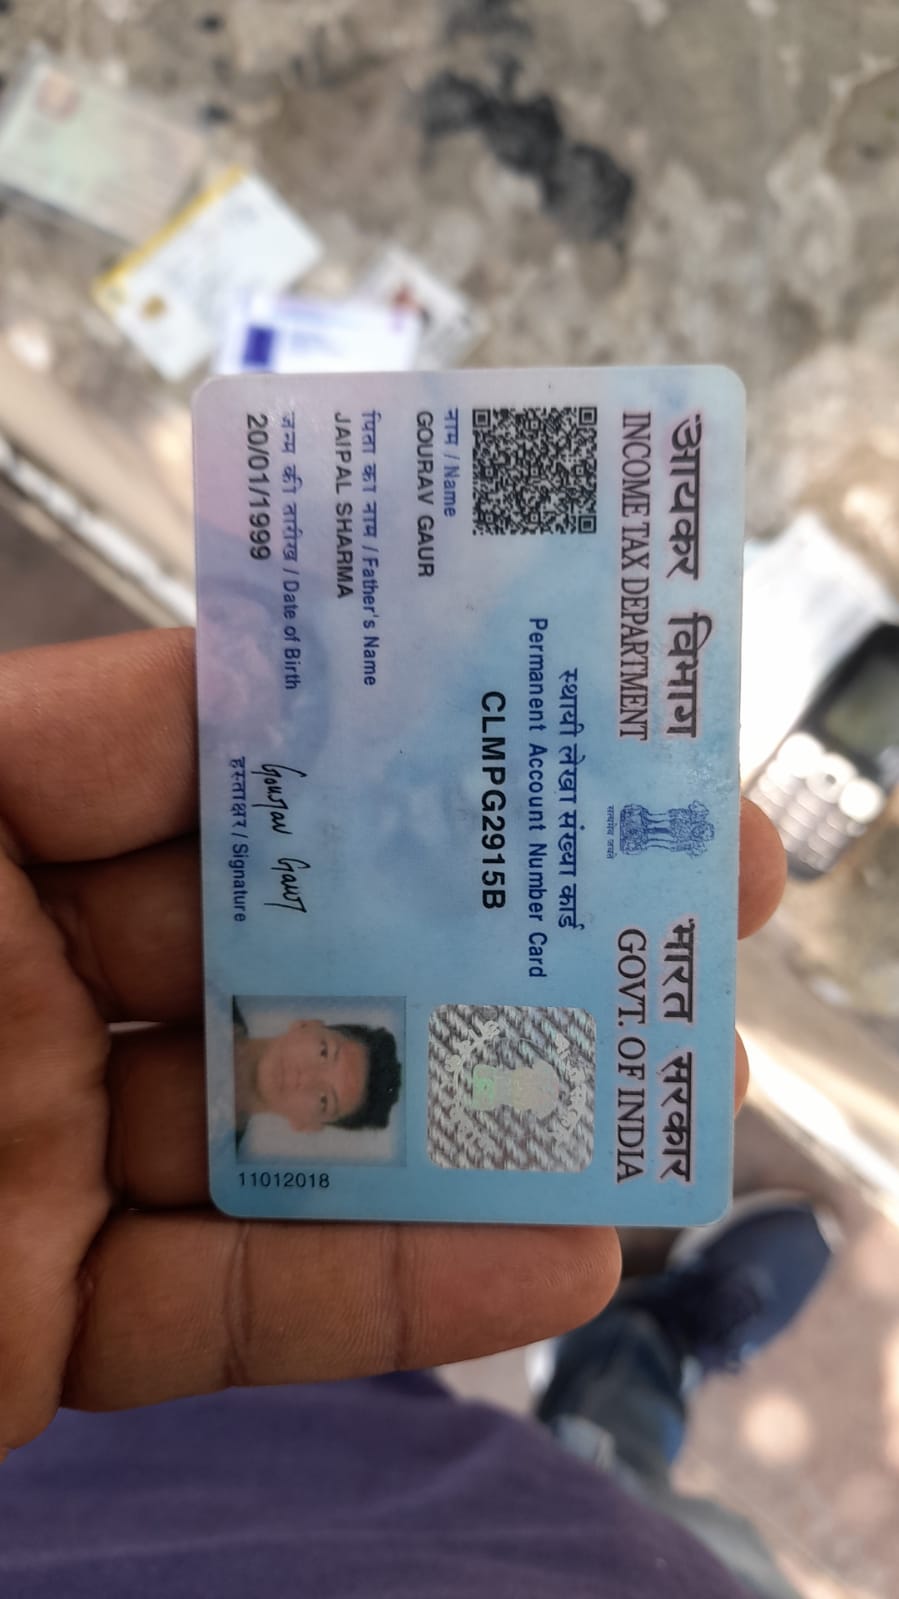 आयकर विभाग
INCOME TAX DEPARTMENT
सत्यमेव जयते
भारत सरकार
GOVT. OF INDIA
स्थायी लेखा संख्या कार्ड
Permanent Account Number Card
CLMPG2915B
नाम / Name
GOURAV GAUR
पिता का नाम / Father's Name
JAIPAL SHARMA
जन्म की तारीख / Date of Birth
20/01/1999
Gourav Gaur
हस्ताक्षर / Signature
11012018